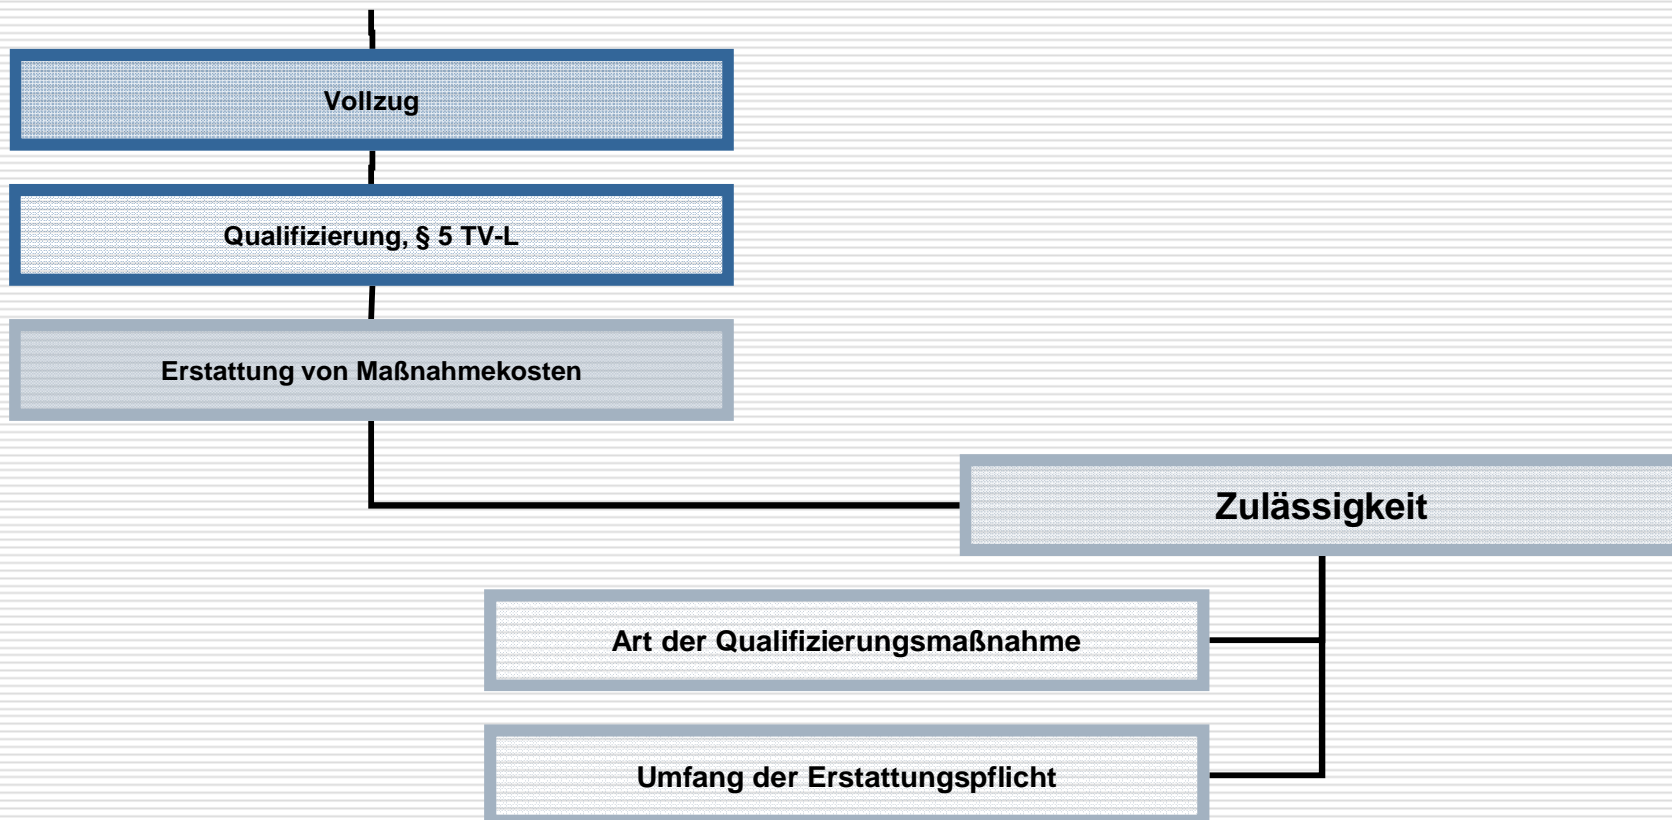 Vollzug
Qualifizierung, § 5 TV-L
Erstattung von Maßnahmekosten
Zulässigkeit
Art der Qualifizierungsmaßnahme
Umfang der Erstattungspflicht